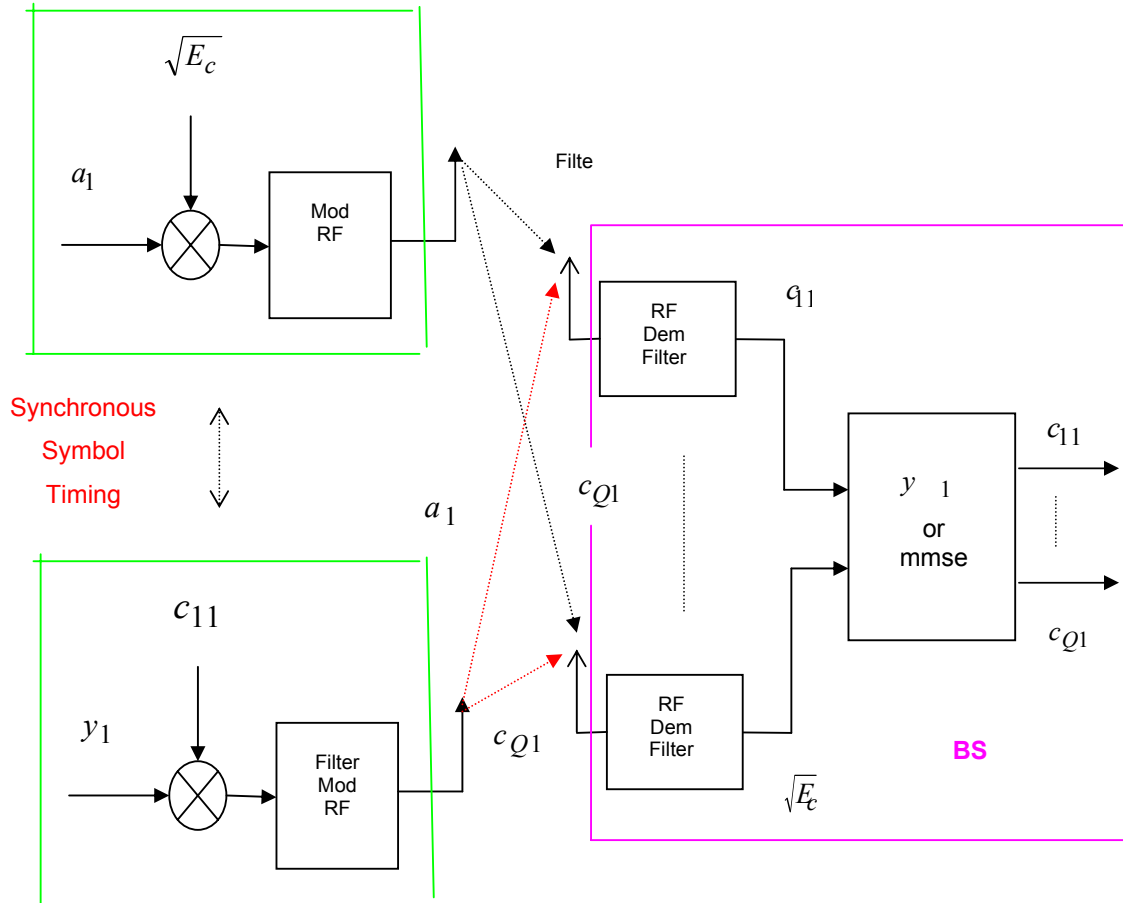 √E_c
a_1
Mod
RF
Filte
RF
Dem
Filter
c_11
Synchronous
Symbol
Timing
a_1
c_Q1
y 1
or
mmse
c_11
c_Q1
c_11
y_1
Filter
Mod
RF
c_Q1
RF
Dem
Filter
√E_c
BS